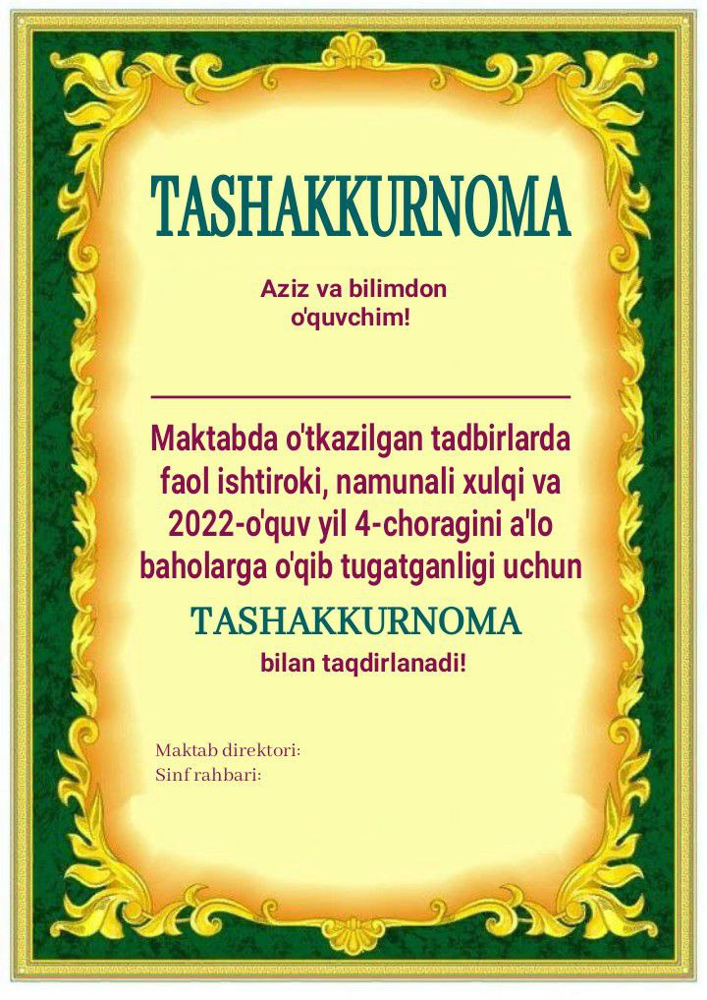 TASHAKKURNOMA
Aziz va bilimdon
o'quvchim!
Maktabda o'tkazilgan tadbirlarda
faol ishtiroki, namunali xulqi va
2022-o'quv yil 4-choragini a'lo
baholarga o'qib tugatganligi uchun
TASHAKKURNOMA
bilan taqdirlanadi!
Maktab direktori:
Sinf rahbari: